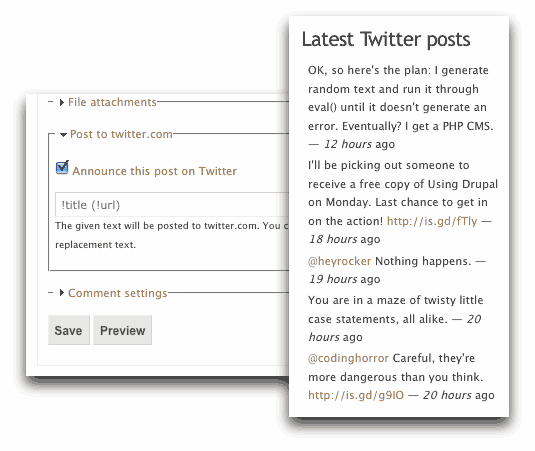 File attachments
Post to twitter.com
Announce this post on Twitter
!title (!url)
The given text will be posted to twitter.com. You c
replacement text.
Comment settings
Save Preview
Latest Twitter posts
OK, so here's the plan: I generate
random text and run it through
eval() until it doesn't generate an
error. Eventually? I get a PHP CMS.
— 12 hours ago
I'll be picking out someone to
receive a free copy of Using Drupal
on Monday. Last chance to get in
on the action! http://is.gd/fTly —
18 hours ago
@heyrocker Nothing happens. —
19 hours ago
You are in a maze of twisty little
case statements, all alike. — 20
hours ago
@codinghorror Careful, they're
more dangerous than you think.
http://is.gd/g9IO — 20 hours ago